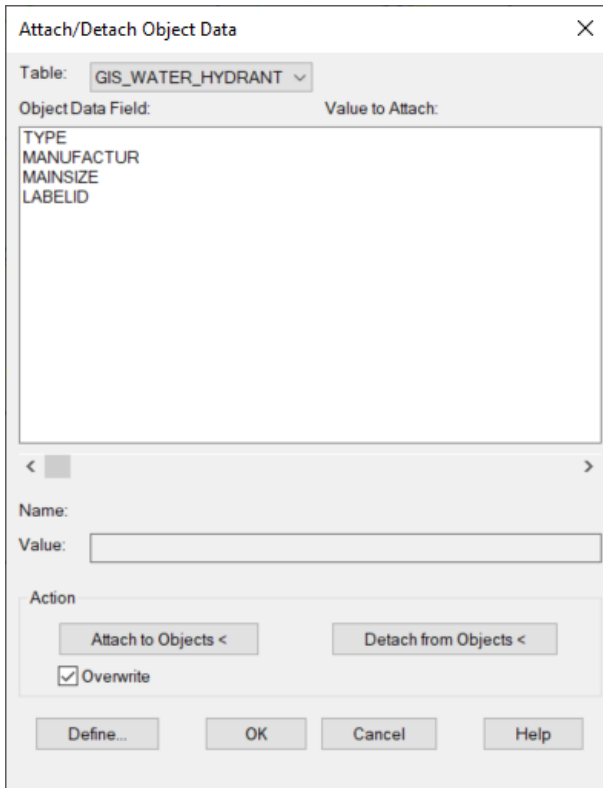 Attach/Detach Object Data
Table: GIS_WATER_HYDRANT
Object Data Field: Value to Attach:
TYPE
MANUFACTUR
MAINSIZE
LABELID
Name:
Value:
Action
Attach to Objects < Detach from Objects <
Overwrite
Define... OK Cancel Help